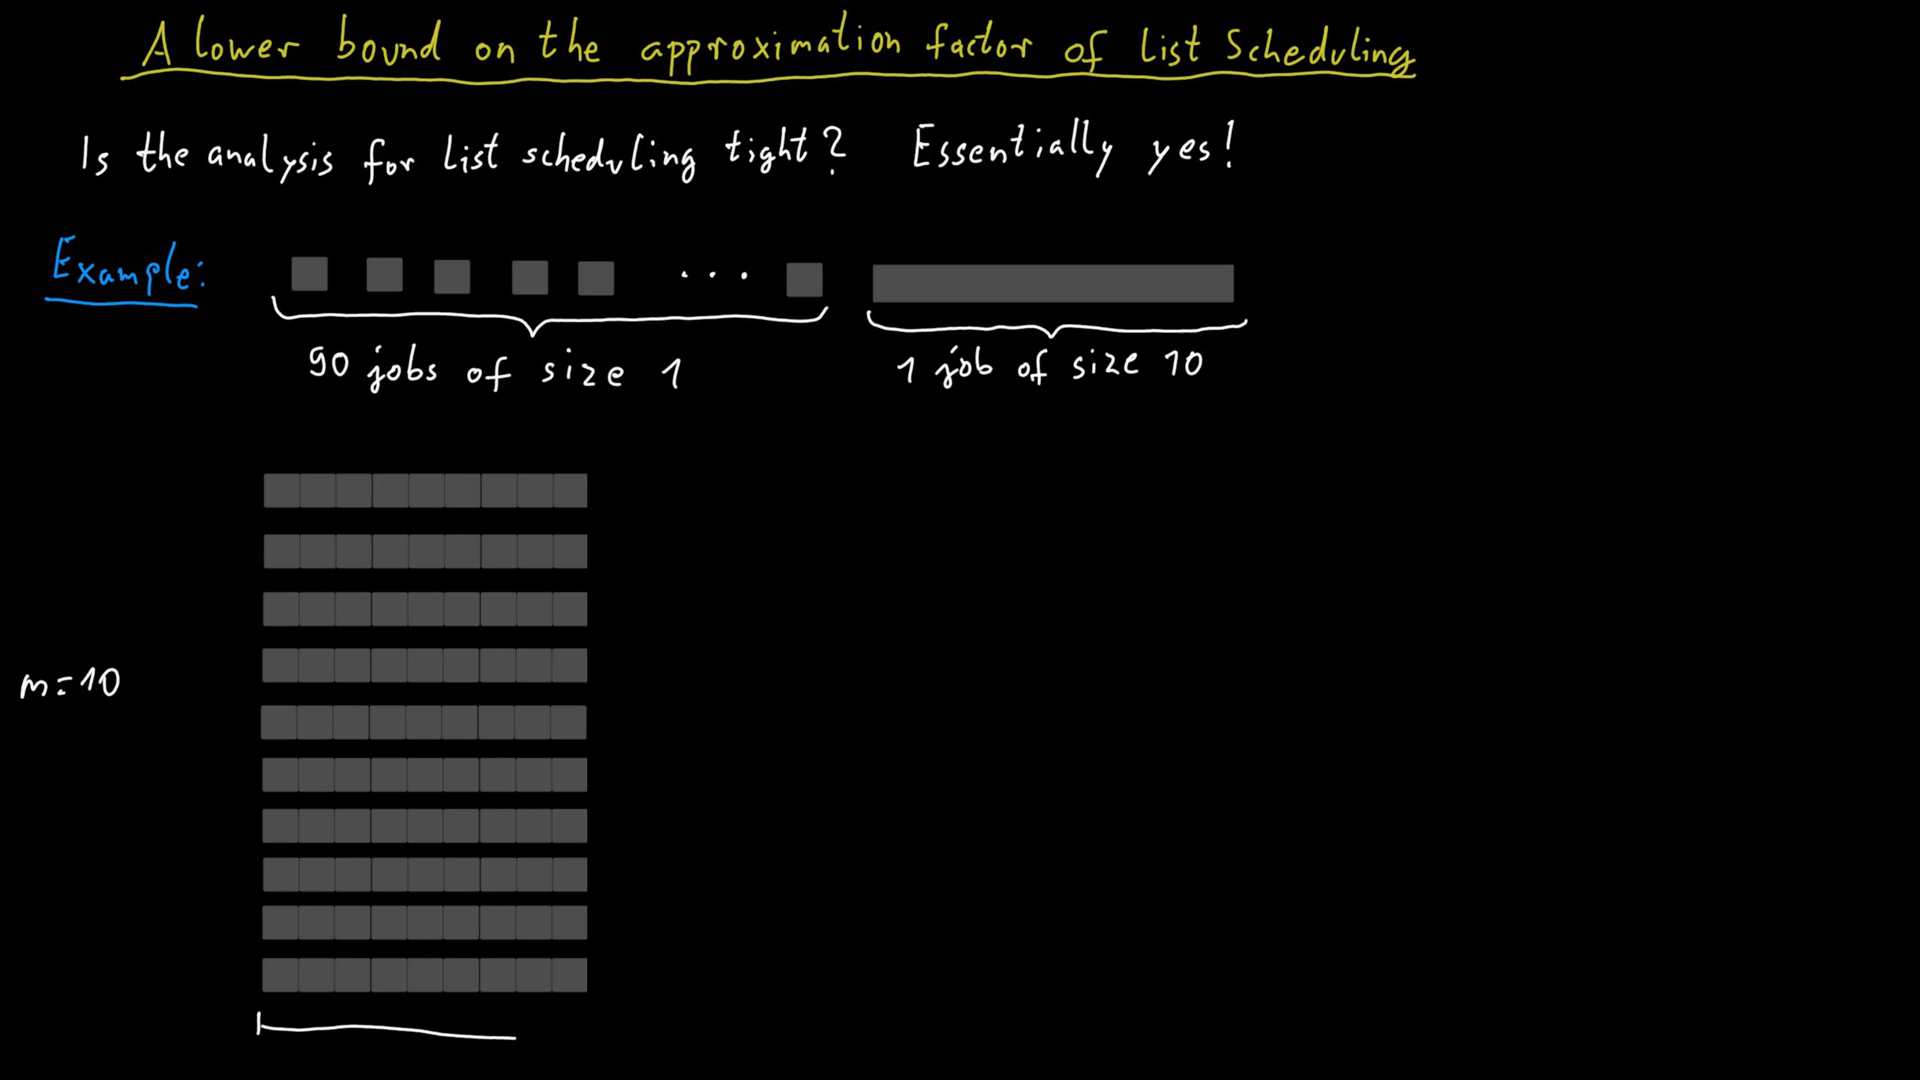 A lower bound on the approximation factor of List Scheduling
Is the analysis for List scheduling tight? Essentially yes!
Example:
...
90 jobs of size 1
1 job of size 10
m=10